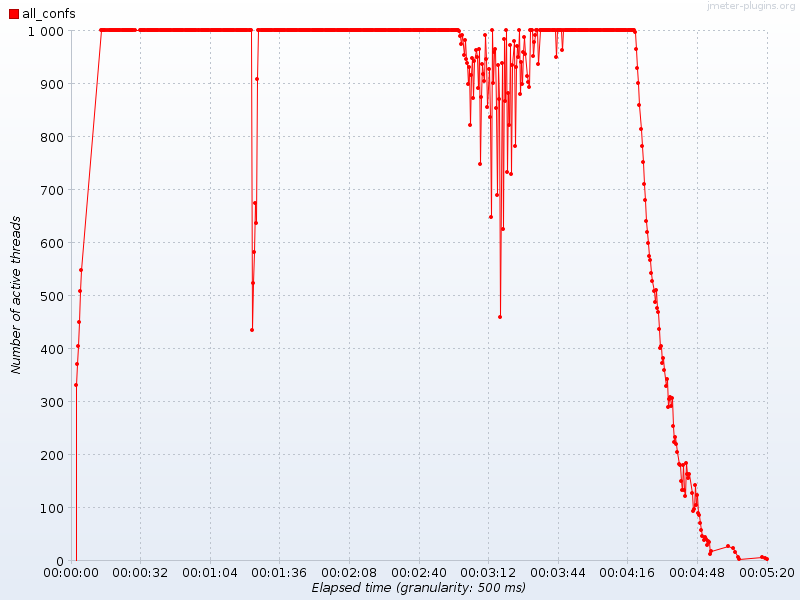 jmeter-plugins.org
all_confs
1 000
900
800
700
600
500
400
300
200
100
0
Number of active threads
00:00:00 00:00:32 00:01:04 00:01:36 00:02:08 00:02:40 00:03:12 00:03:44 00:04:16 00:04:48 00:05:20
Elapsed time (granularity: 500 ms)